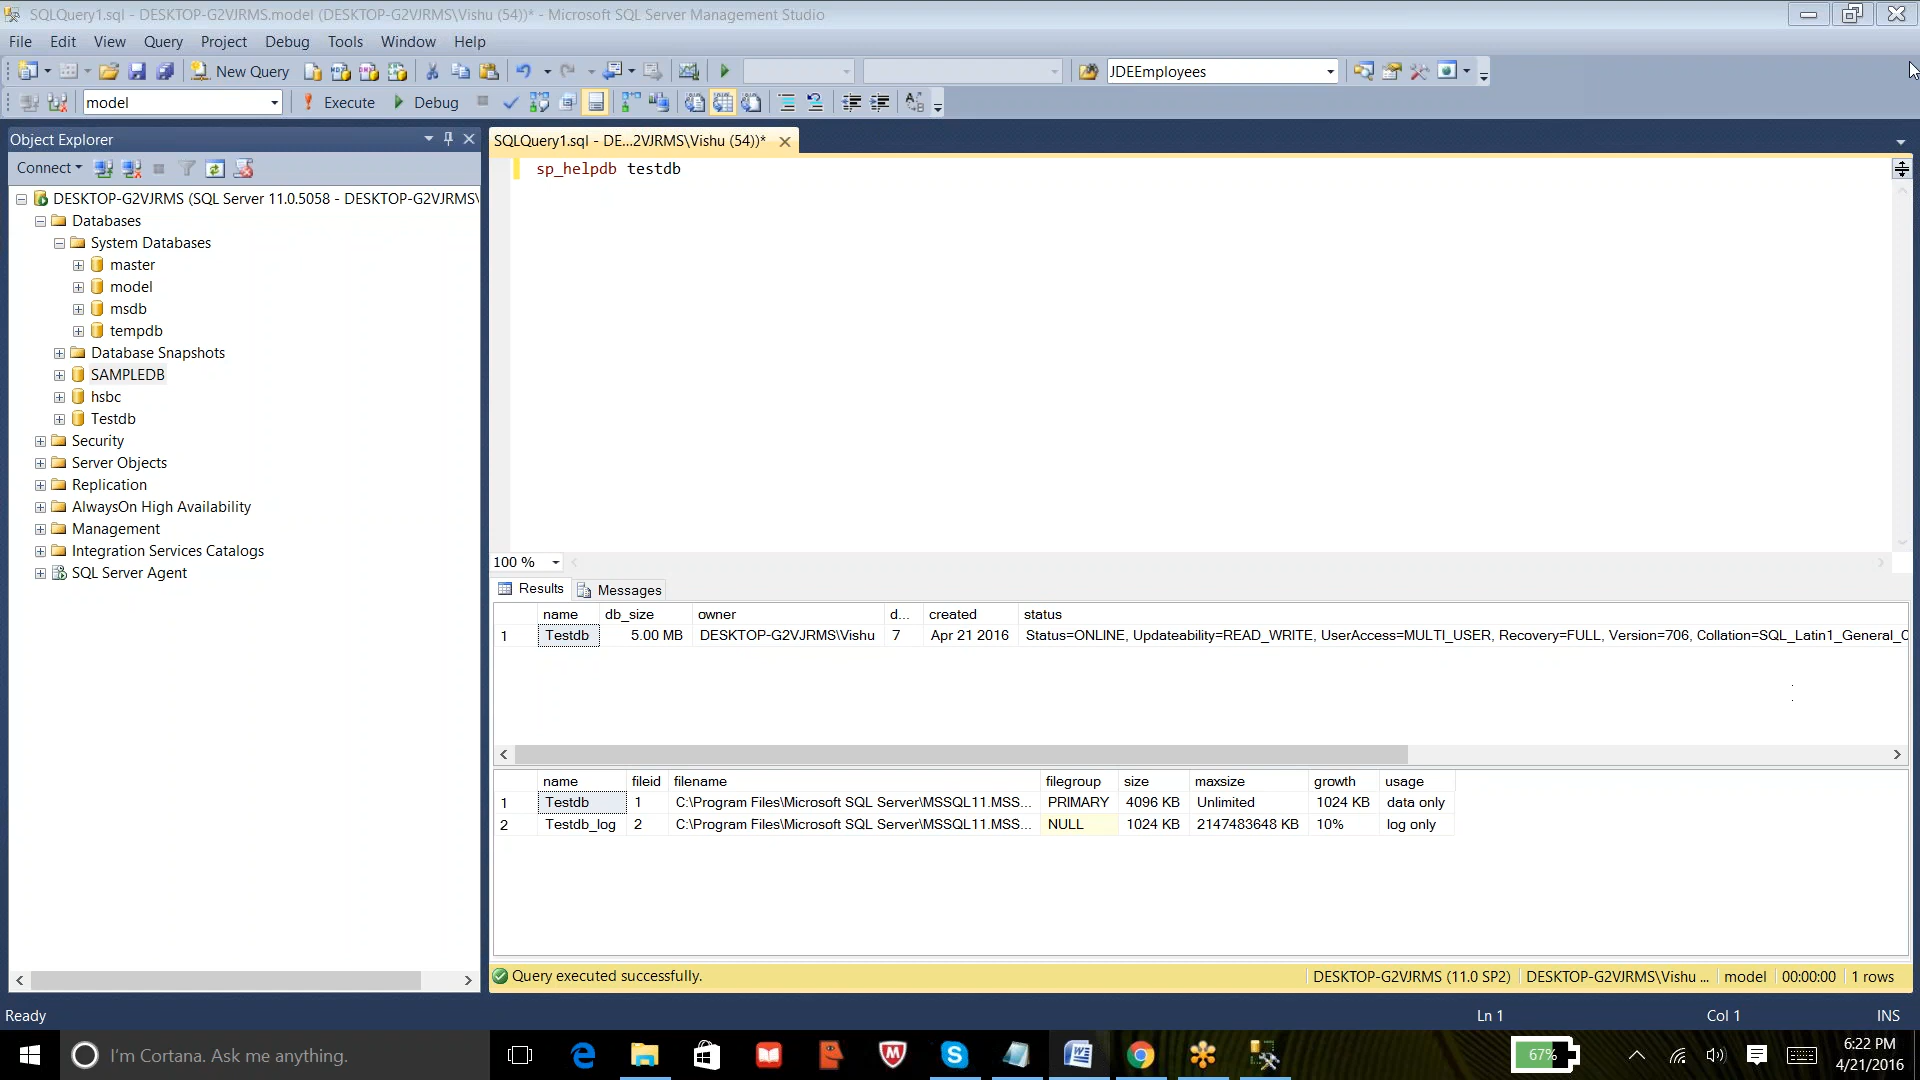 SQLQuery1.sql - DESKTOP-G2VJRMS.model (DESKTOP-G2VJRMS\Vishu (54))* - Microsoft SQL Server Management Studio
File Edit View Query Project Debug Tools Window Help
New Query JDEEmployees
model Execute Debug
Object Explorer
Connect
DESKTOP-G2VJRMS (SQL Server 11.0.5058 - DESKTOP-G2VJRMS\
Databases
System Databases
master
model
msdb
tempdb
Database Snapshots
SAMPLEDB
hsbc
Testdb
Security
Server Objects
Replication
AlwaysOn High Availability
Management
Integration Services Catalogs
SQL Server Agent
SQLQuery1.sql - DE...2VJRMS\Vishu (54))*
sp_helpdb testdb
100 %
Results Messages
name db_size owner d... created status
1 Testdb 5.00 MB DESKTOP-G2VJRMS\Vishu 7 Apr 21 2016 Status=ONLINE, Updateability=READ_WRITE, UserAccess=MULTI_USER, Recovery=FULL, Version=706, Collation=SQL_Latin1_General_C
name fileid filename filegroup size maxsize growth usage
1 Testdb 1 C:\Program Files\Microsoft SQL Server\MSSQL11.MSS... PRIMARY 4096 KB Unlimited 1024 KB data only
2 Testdb_log 2 C:\Program Files\Microsoft SQL Server\MSSQL11.MSS... NULL 1024 KB 2147483648 KB 10% log only
Query executed successfully. DESKTOP-G2VJRMS (11.0 SP2) DESKTOP-G2VJRMS\Vishu ... model 00:00:00 1 rows
Ready Ln 1 Col 1 INS
I'm Cortana. Ask me anything. 67% 6:22 PM
4/21/2016